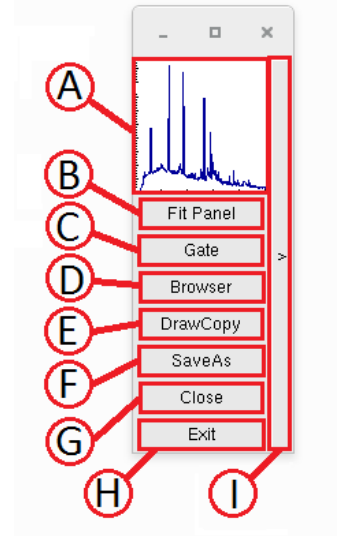 A
B
Fit Panel
C
Gate
>
D
Browser
E
DrawCopy
F
SaveAs
G
Close
Exit
H
I